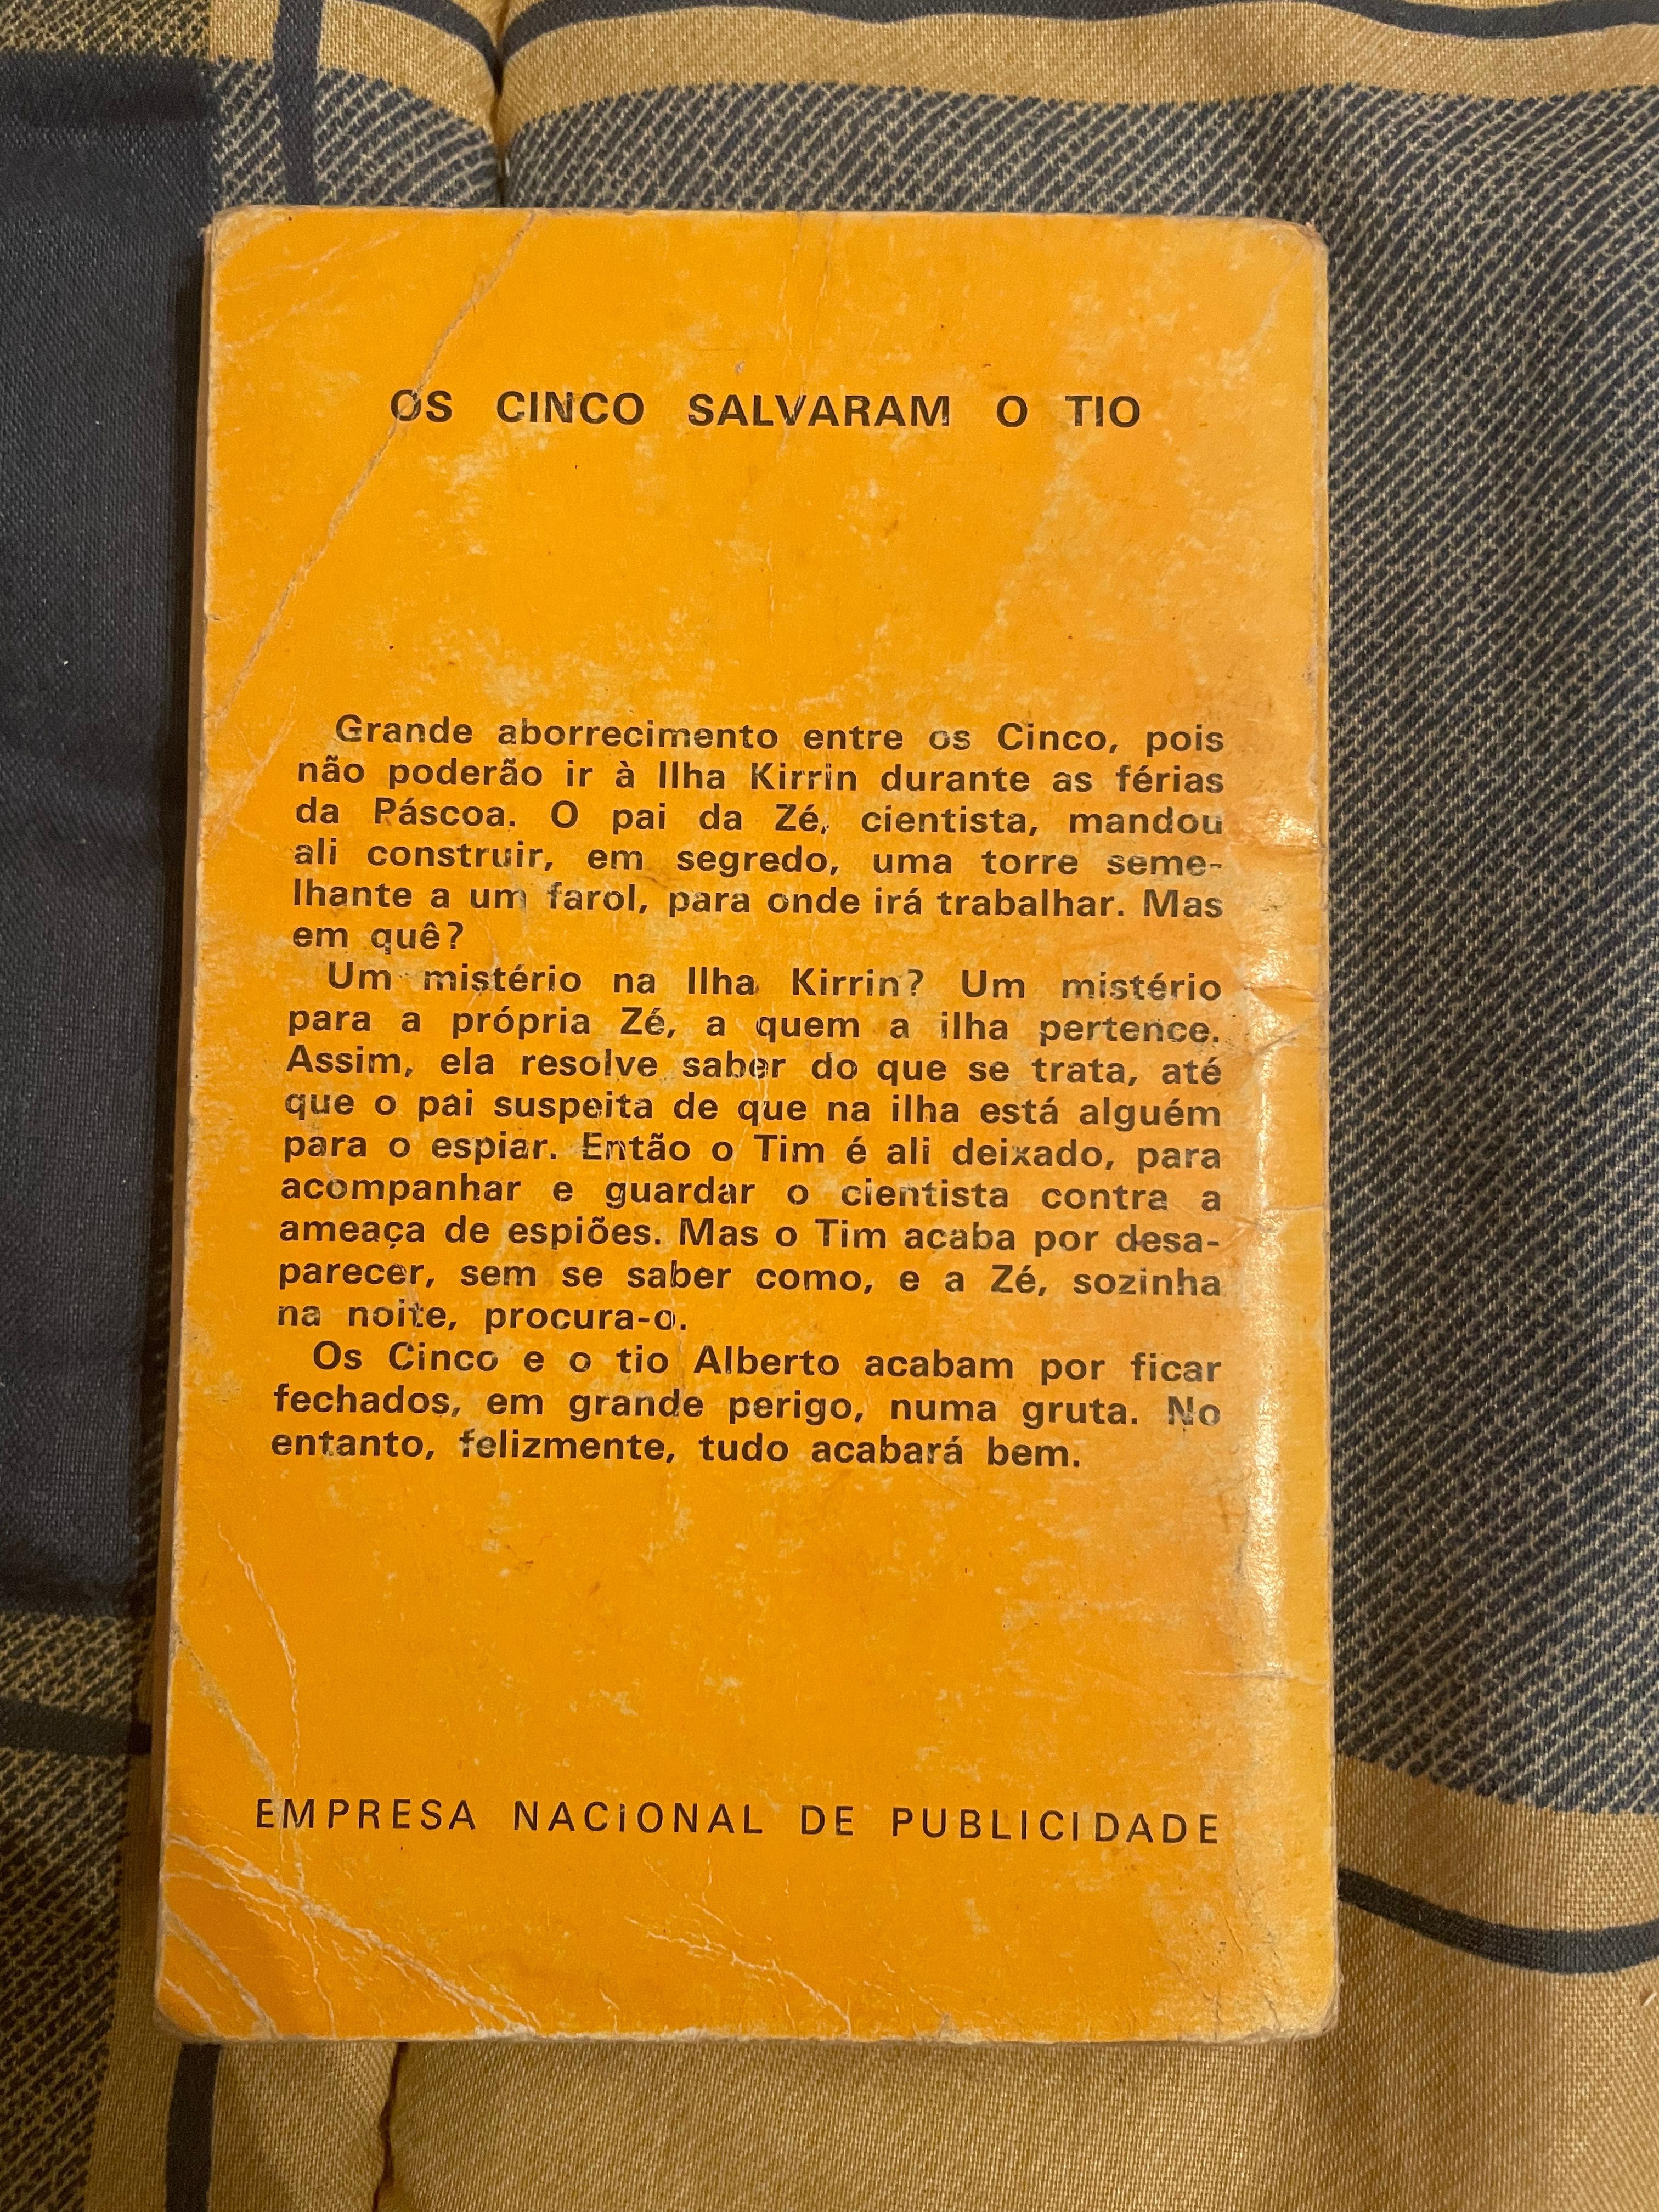 OS CINCO SALVARAM O TIO
Grande aborrecimento entre os Cinco, pois
não poderão ir à Ilha Kirrin durante as férias
da Páscoa. O pai da Zé, cientista, mandou
ali construir, em segredo, uma torre seme-
lhante a um farol, para onde irá trabalhar. Mas
em quê?
Um mistério na Ilha Kirrin? Um mistério
para a própria Zé, a quem a ilha pertence.
Assim, ela resolve saber do que se trata, até
que o pai suspeita de que na ilha está alguém
para o espiar. Então o Tim é ali deixado, para
acompanhar e guardar o cientista contra a
ameaça de espiões. Mas o Tim acaba por desa-
parecer, sem se saber como, e a Zé, sozinha
na noite, procura-o.
Os Cinco e o tio Alberto acabam por ficar
fechados, em grande perigo, numa gruta. No
entanto, felizmente, tudo acabará bem.
EMPRESA NACIONAL DE PUBLICIDADE